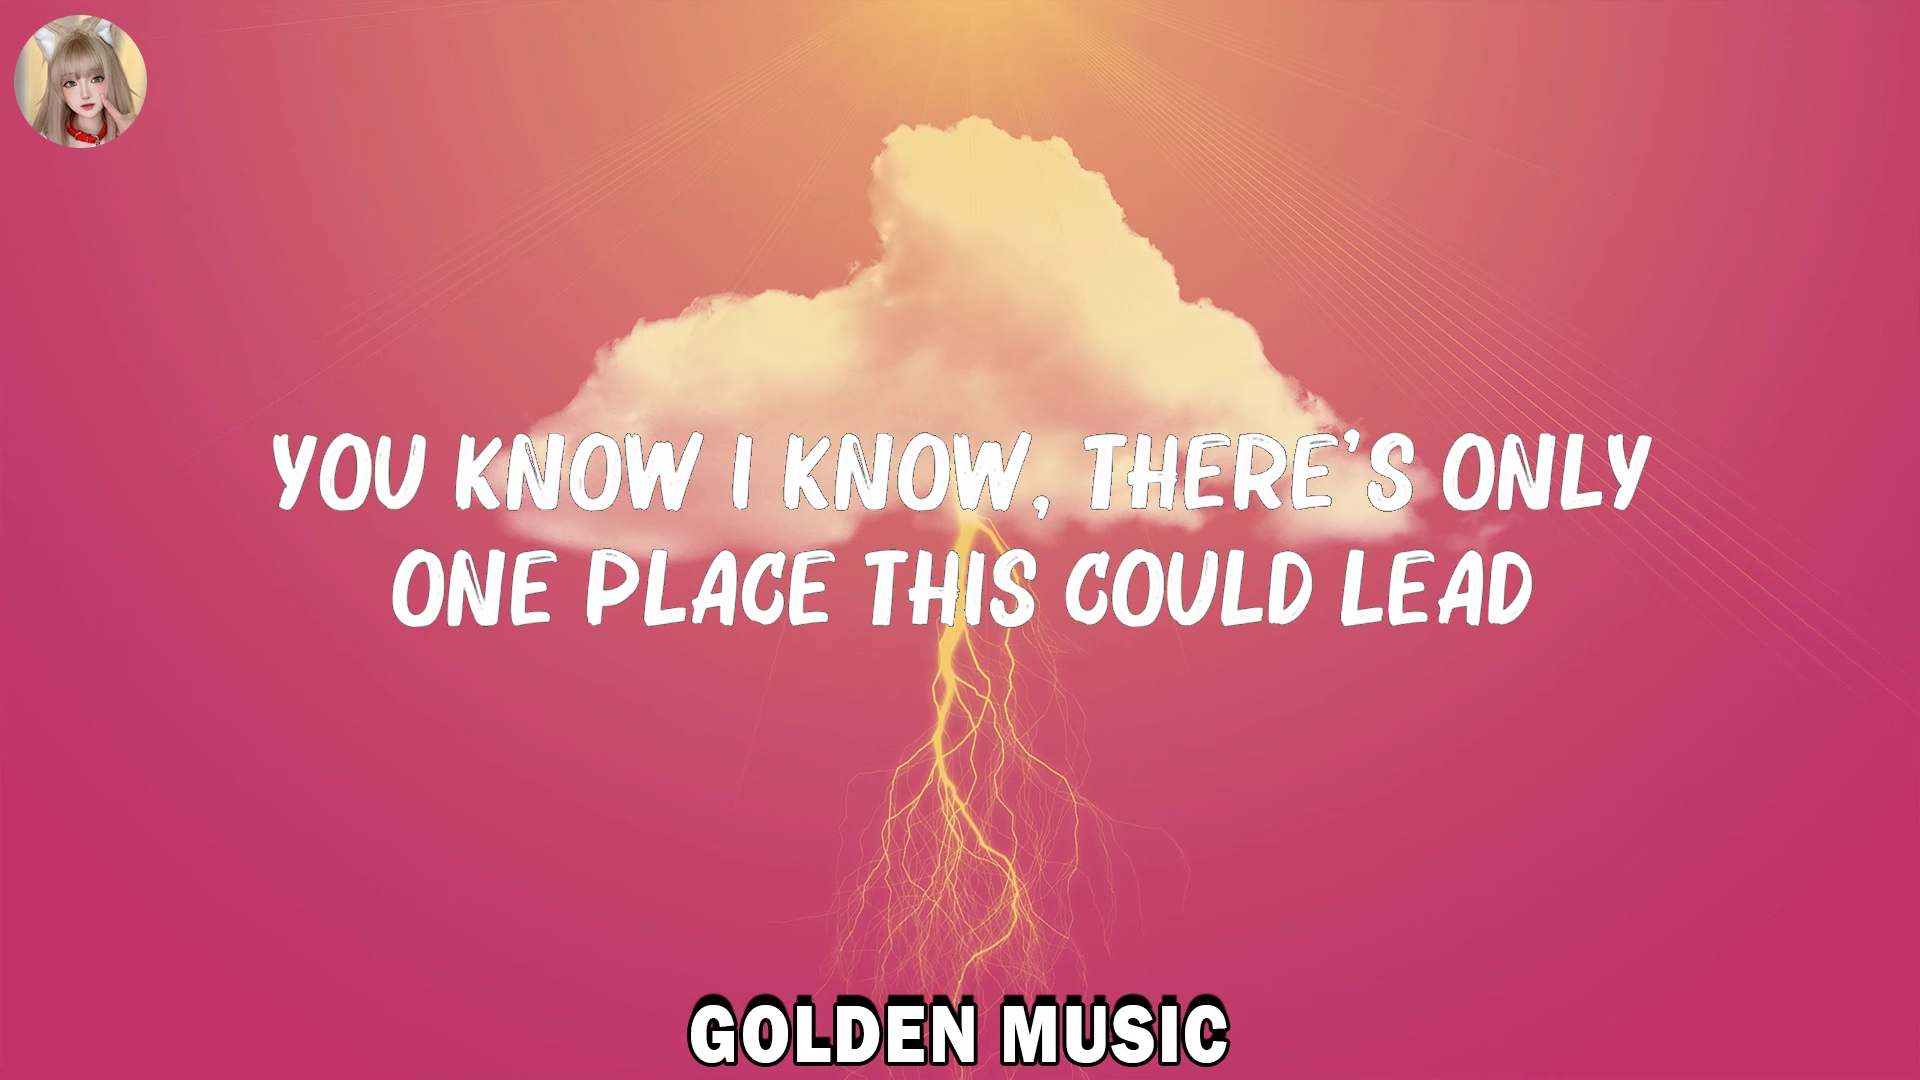 YOU KNOW I KNOW, THERE'S ONLY
ONE PLACE THIS COULD LEAD
GOLDEN MUSIC